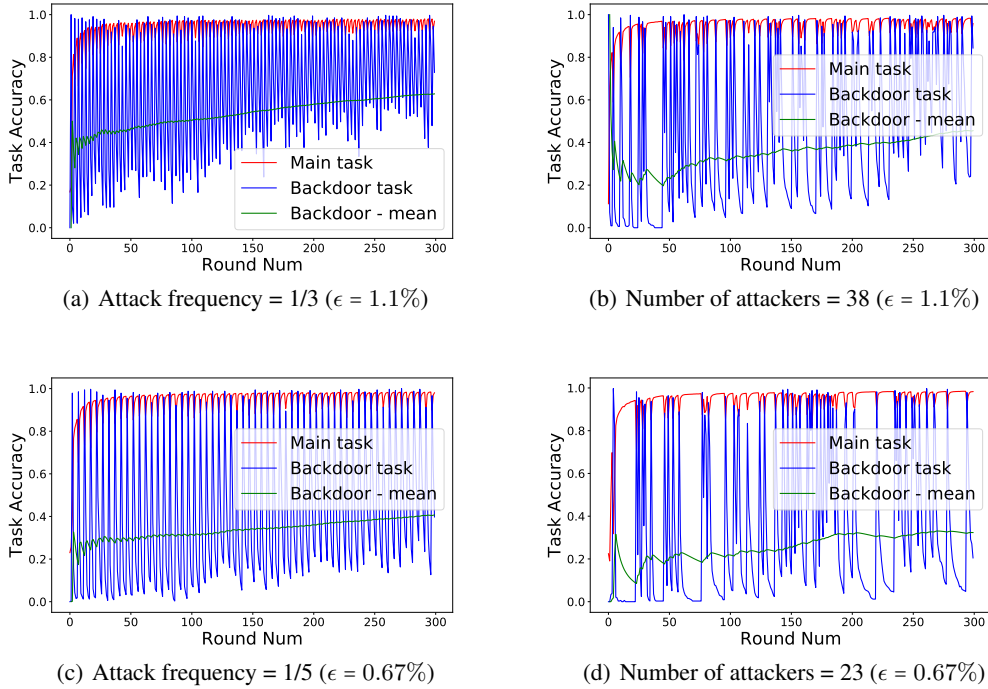 1.0
0.8
0.6
0.4
0.2
0.0
Task Accuracy
Main task
Backdoor task
Backdoor - mean
0 50 100 150 200 250 300
Round Num
(a) Attack frequency = 1/3 (ϵ = 1.1%)
1.0
0.8
0.6
0.4
0.2
0.0
Task Accuracy
Main task
Backdoor task
Backdoor - mean
0 50 100 150 200 250 300
Round Num
(b) Number of attackers = 38 (ϵ = 1.1%)
1.0
0.8
0.6
0.4
0.2
0.0
Task Accuracy
Main task
Backdoor task
Backdoor - mean
0 50 100 150 200 250 300
Round Num
(c) Attack frequency = 1/5 (ϵ = 0.67%)
1.0
0.8
0.6
0.4
0.2
0.0
Task Accuracy
Main task
Backdoor task
Backdoor - mean
0 50 100 150 200 250 300
Round Num
(d) Number of attackers = 23 (ϵ = 0.67%)